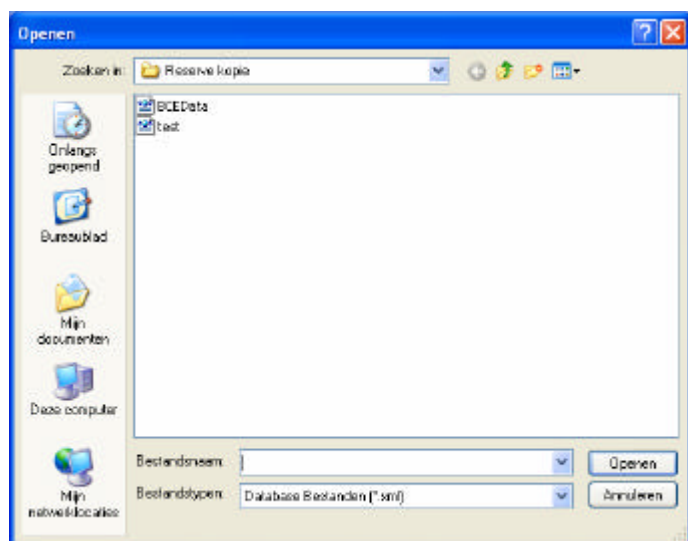 Openen
Zoeken in:
Reserve kopie
BCEData
test
Onlangs
geopend
Bureaublad
Mijn
documenten
Deze computer
Mijn
netwerklocaties
Bestandsnaam:
Openen
Bestandstypen:
Database Bestanden (*.xml)
Annuleren